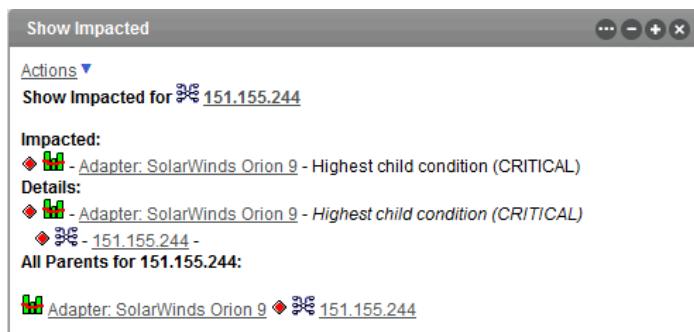 Show Impacted
Actions
Show Impacted for 151.155.244
Impacted:
- Adapter: SolarWinds Orion 9 - Highest child condition (CRITICAL)
Details:
- Adapter: SolarWinds Orion 9 - Highest child condition (CRITICAL)
- 151.155.244 -
All Parents for 151.155.244:
Adapter: SolarWinds Orion 9 151.155.244